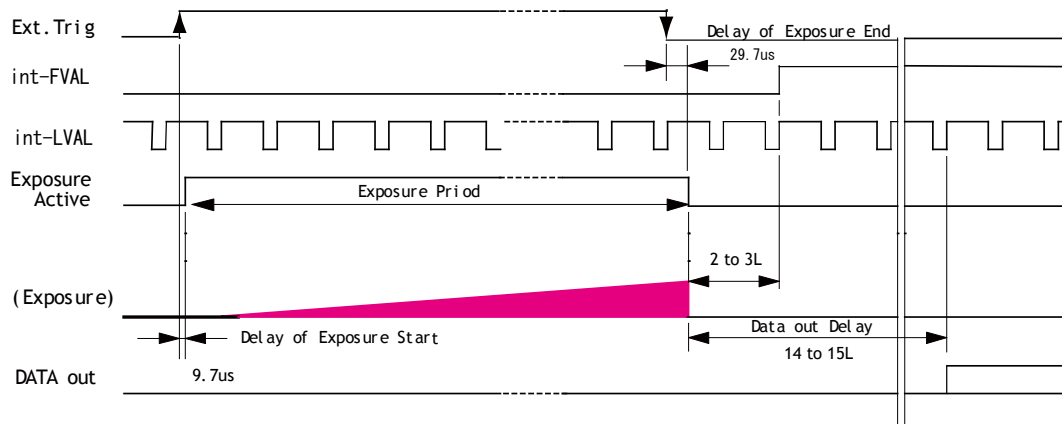 Ext.Trig
Delay of Exposure End
29.7us
int-FVAL
int-LVAL
Exposure
Active
Exposure Priod
2 to 3L
(Exposure)
Delay of Exposure Start
Data out Delay
14 to 15L
9.7us
DATA out